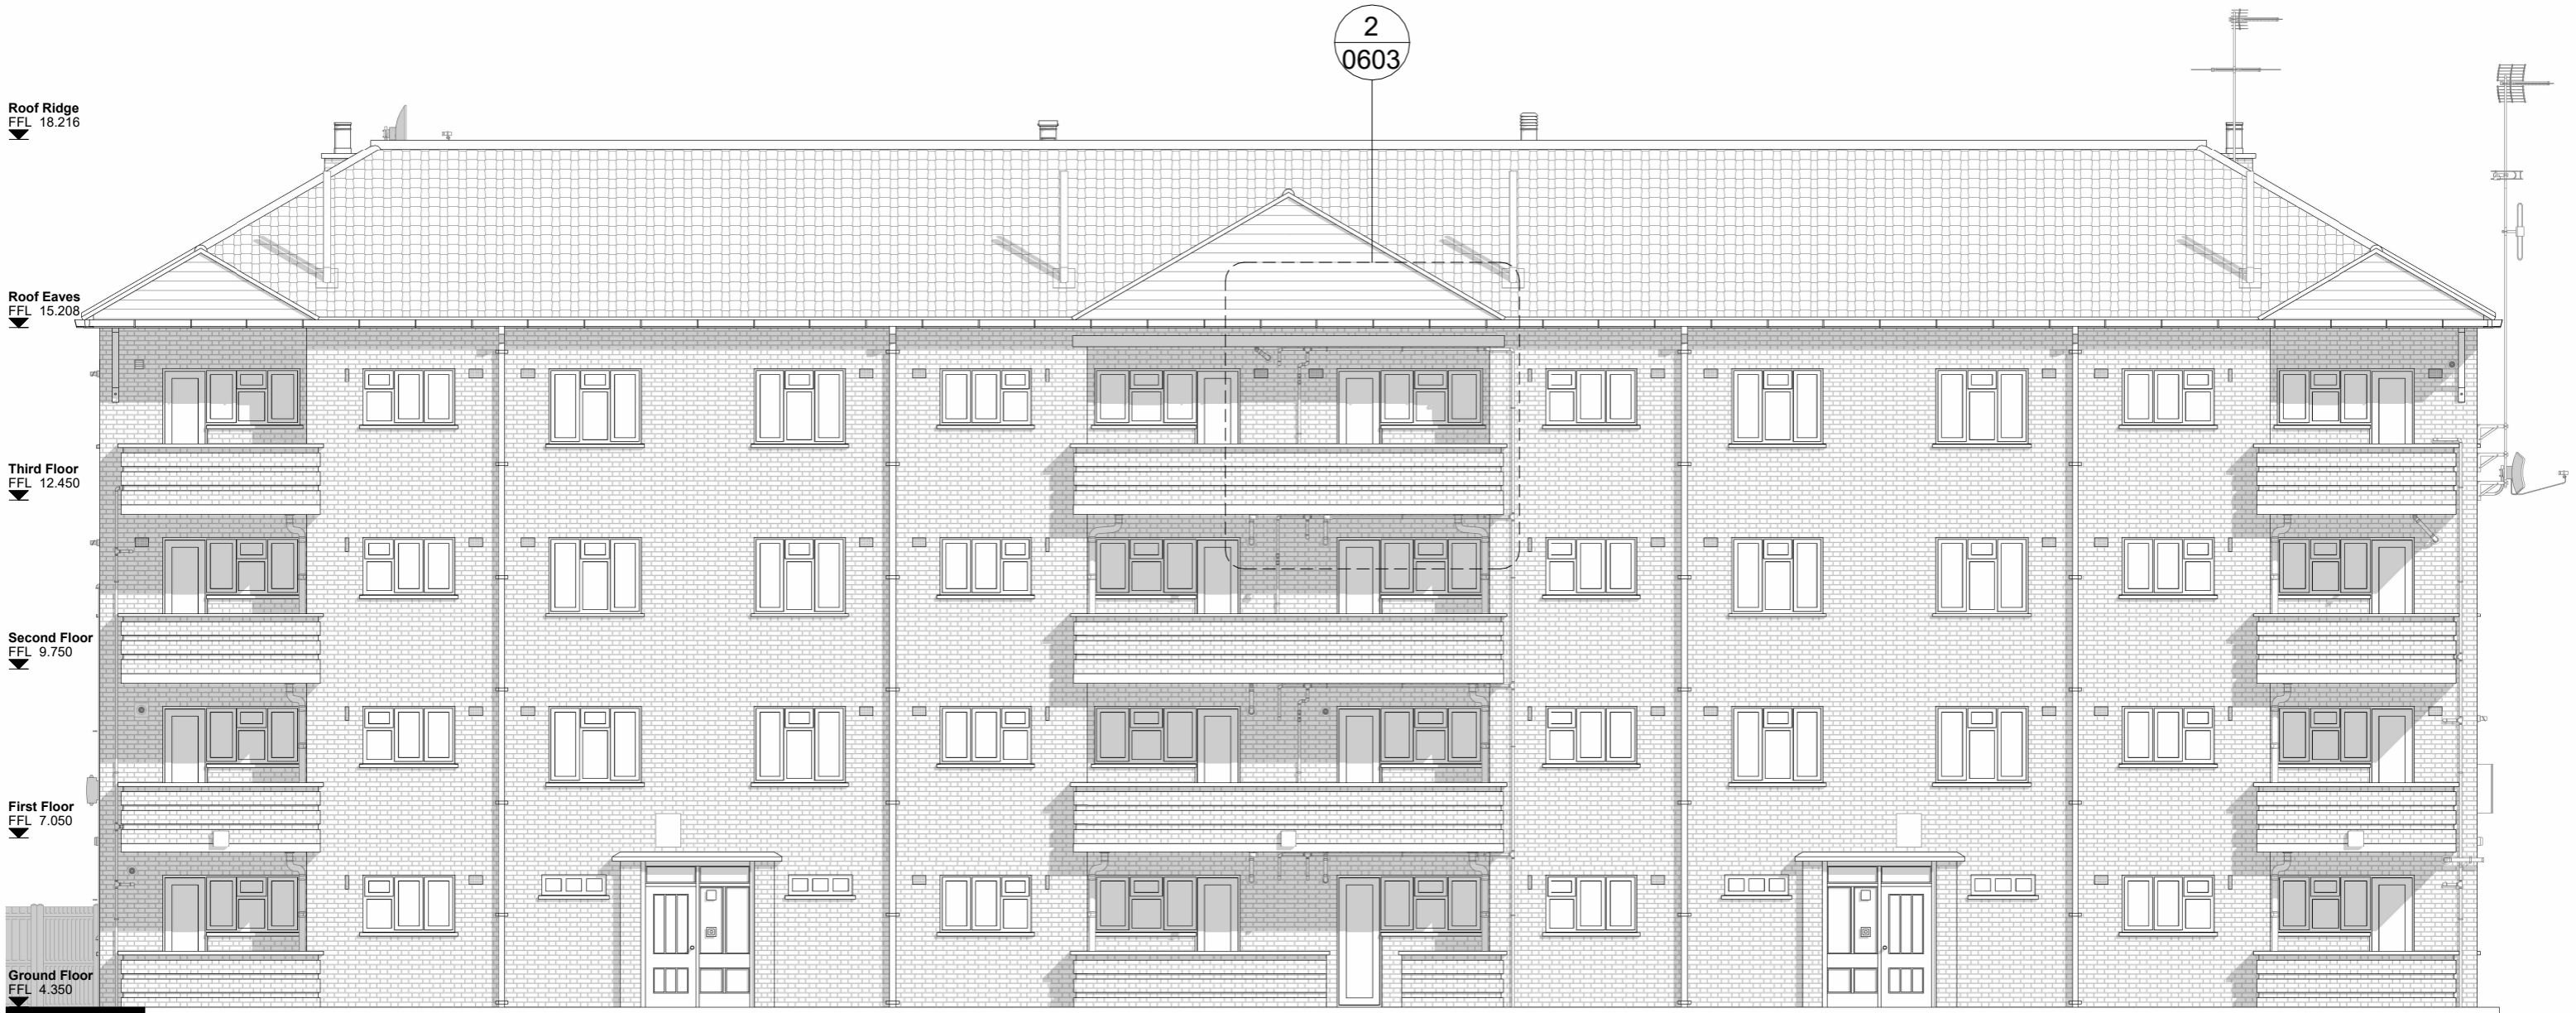 2
0603
Roof Ridge
FFL 18.216
Roof Eaves
FFL 15.208
Third Floor
FFL 12.450
Second Floor
FFL 9.750
First Floor
FFL 7.050
Ground Floor
FFL 4.350